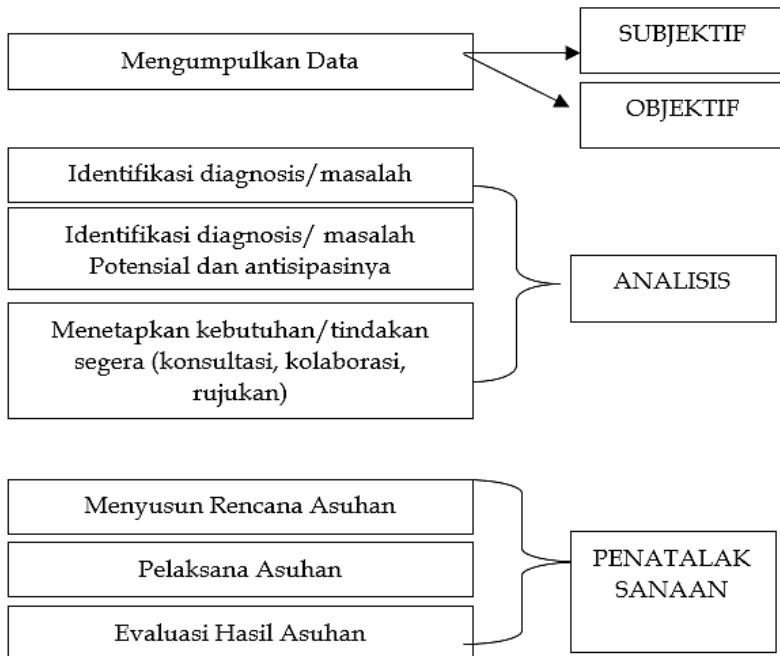 Mengumpulkan Data
SUBJEKTIF
OBJEKTIF
Identifikasi diagnosis/masalah
Identifikasi diagnosis/ masalah
Potensial dan antisipasinya
Menetapkan kebutuhan/tindakan
segera (konsultasi, kolaborasi,
rujukan)
ANALISIS
Menyusun Rencana Asuhan
Pelaksana Asuhan
Evaluasi Hasil Asuhan
PENATALAK
SANAAN